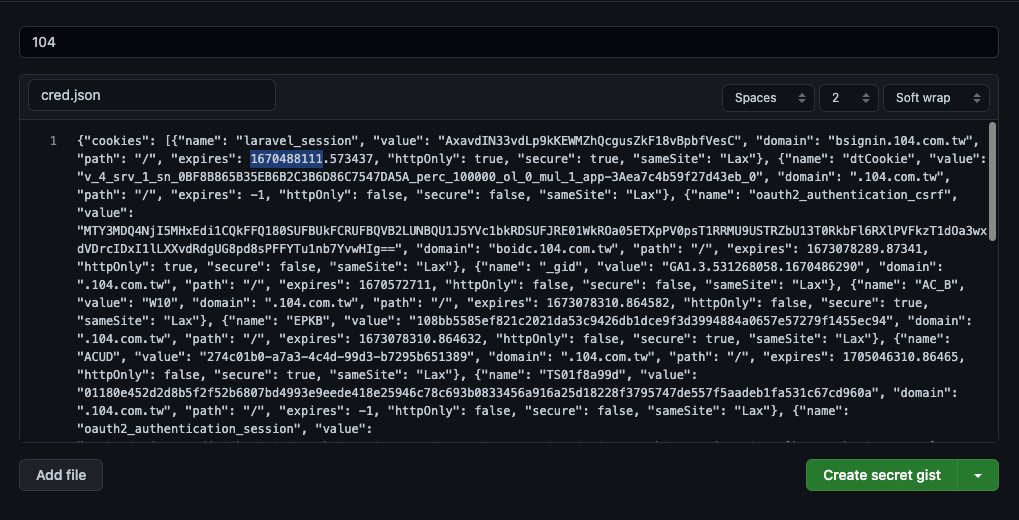 104
cred.json
Spaces
2
Soft wrap
1
{"cookies": [{"name": "laravel_session", "value": "AxavdIN33vdLp9kKEWMZhQcgusZkF18vBpbfVesC", "domain": "bsignin.104.com.tw",
"path": "/", "expires": 1670488111.573437, "httpOnly": true, "secure": true, "sameSite": "Lax"}, {"name": "dtCookie", "value":
"v_4_srv_1_sn_0BF8B865B35EB6B2C3B6D86C7547DA5A_perc_100000_ol_0_mul_1_app-3Aea7c4b59f27d43eb_0", "domain": ".104.com.tw",
"path": "/", "expires": -1, "httpOnly": false, "secure": false, "sameSite": "Lax"}, {"name": "oauth2_authentication_csrf",
"value":
"MTY3MDQ4NjI5MHxEdi1CQkFFQ180SUFBUkFCRUFBQVB2LUNBQU1J5YVc1bkRDSUFJRE01WkROa05ETXpPV0psT1RRMU9USTRZbU13T0RkbFl6RXlPVFkzT1dOa3wx
dVDrcIDxI1lLXXvdRdgUG8pd8sPFFYTu1nb7YvwHIg==", "domain": "boidc.104.com.tw", "path": "/", "expires": 1673078289.87341,
"httpOnly": true, "secure": false, "sameSite": "Lax"}, {"name": "_gid", "value": "GA1.3.531268058.1670486290", "domain":
".104.com.tw", "path": "/", "expires": 1670572711, "httpOnly": false, "secure": false, "sameSite": "Lax"}, {"name": "AC_B",
"value": "W10", "domain": ".104.com.tw", "path": "/", "expires": 1673078310.864582, "httpOnly": false, "secure": true,
"sameSite": "Lax"}, {"name": "EPKB", "value": "108bb5585ef821c2021da53c9426db1dce9f3d3994884a0657e57279f1455ec94", "domain":
".104.com.tw", "path": "/", "expires": 1673078310.864632, "httpOnly": false, "secure": true, "sameSite": "Lax"}, {"name":
"ACUD", "value": "274c01b0-a7a3-4c4d-99d3-b7295b651389", "domain": ".104.com.tw", "path": "/", "expires": 1705046310.86465,
"httpOnly": false, "secure": true, "sameSite": "Lax"}, {"name": "TS01f8a99d", "value":
"01180e452d2d8b5f2f52b6807bd4993e9eede418e25946c78c693b0833456a916a25d18228f3795747de557f5aadeb1fa531c67cd960a", "domain":
".104.com.tw", "path": "/", "expires": -1, "httpOnly": false, "secure": false, "sameSite": "Lax"}, {"name":
"oauth2_authentication_session", "value":
Add file
Create secret gist